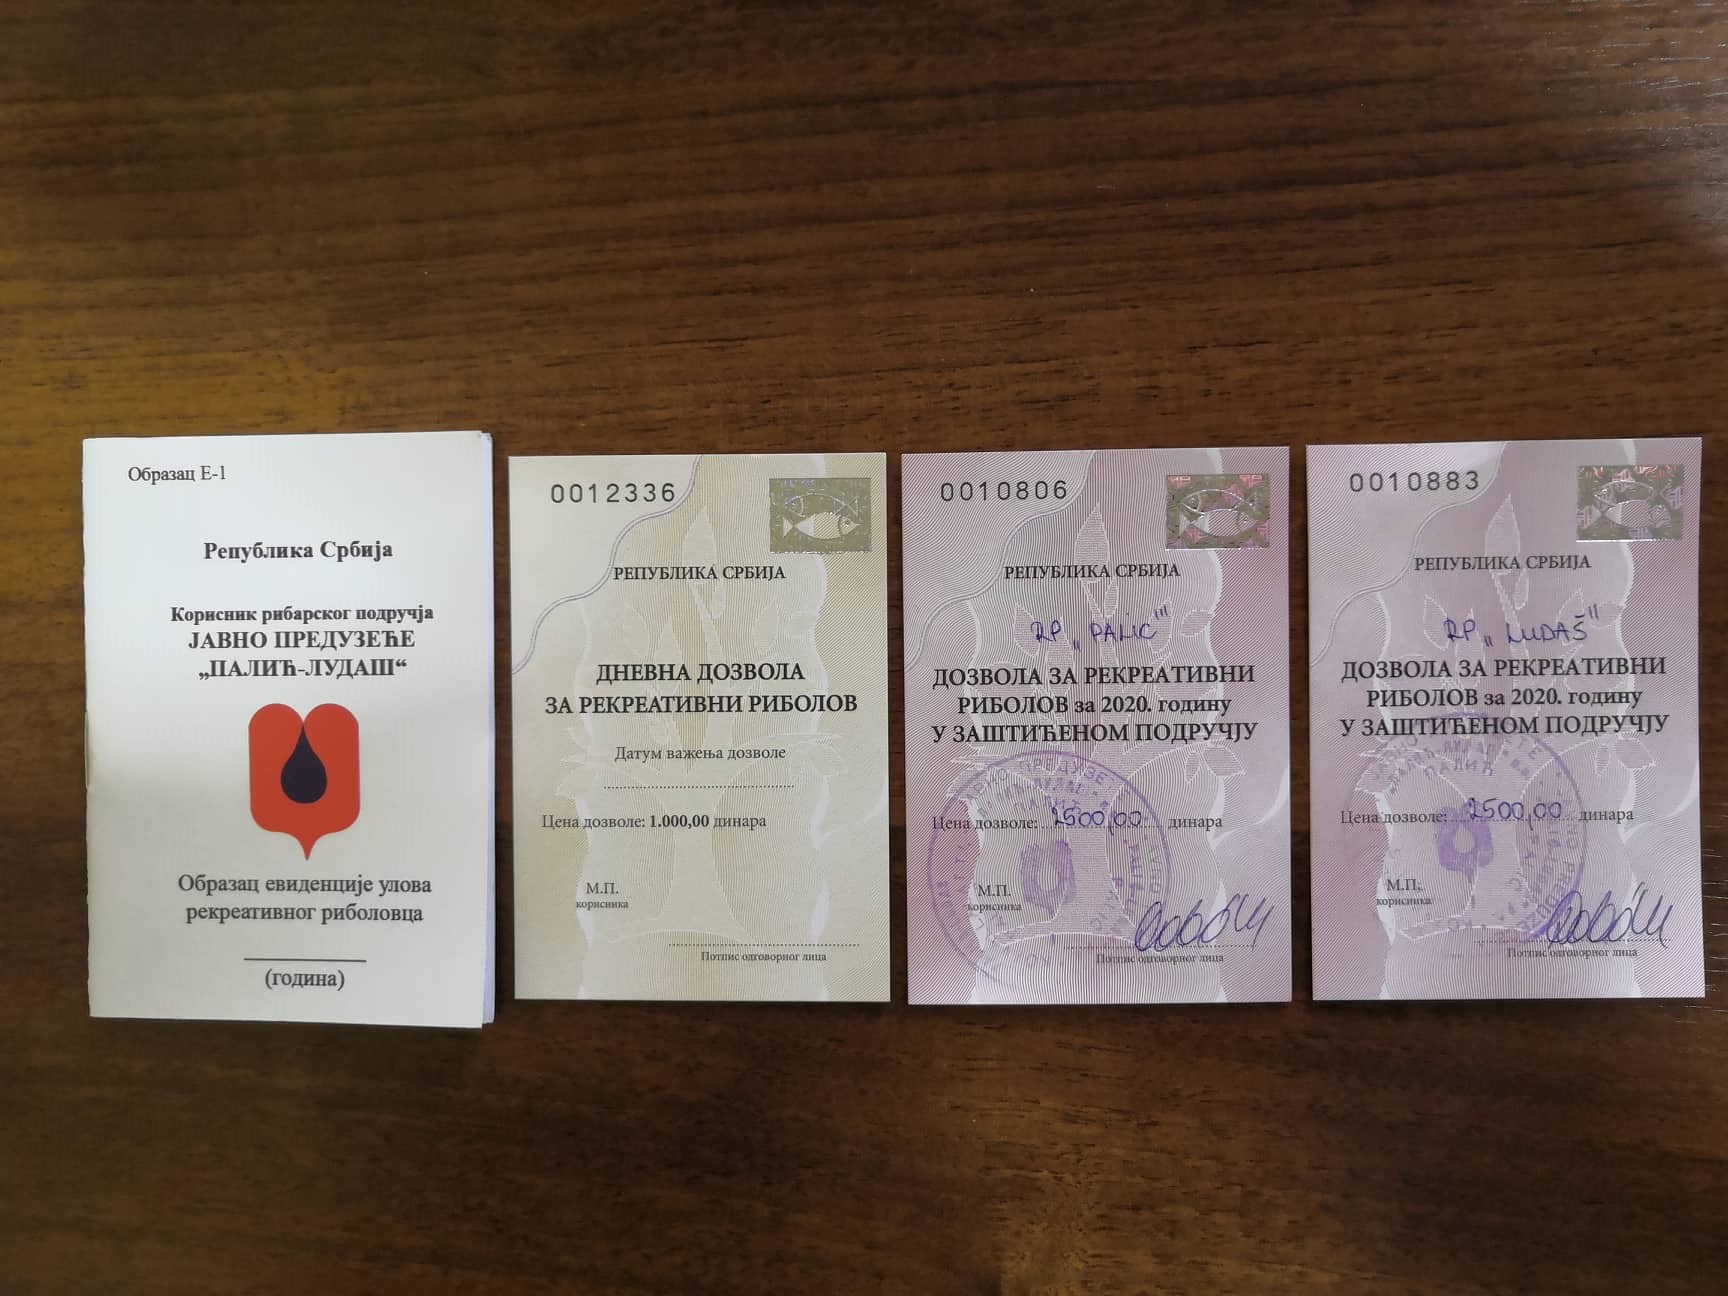 Образац Е-1
Република Србија
Корисник рибарског подручја
ЈАВНО ПРЕДУЗЕЋЕ
„ПАЛИЋ-ЛУДАШ“
Образац евиденције улова
рекреативног риболовца
(година)
0012336
РЕПУБЛИКА СРБИЈА
ДНЕВНА ДОЗВОЛА
ЗА РЕКРЕАТИВНИ РИБОЛОВ
Датум важења дозволе
Цена дозволе: 1.000,00 динара
М.П.
корисника
Потпис одговорног лица
0010806
РЕПУБЛИКА СРБИЈА
RP „PALIĆ"
ДОЗВОЛА ЗА РЕКРЕАТИВНИ
РИБОЛОВ за 2020. годину
У ЗАШТИЋЕНОМ ПОДРУЧЈУ
Цена дозволе: 2500,00 динара
М.П.
корисника
Потпис одговорног лица
0010883
РЕПУБЛИКА СРБИЈА
RP „LUDAŠ"
ДОЗВОЛА ЗА РЕКРЕАТИВНИ
РИБОЛОВ за 2020. годину
У ЗАШТИЋЕНОМ ПОДРУЧЈУ
Цена дозволе: 2500,00 динара
М.П.
корисника
Потпис одговорног лица